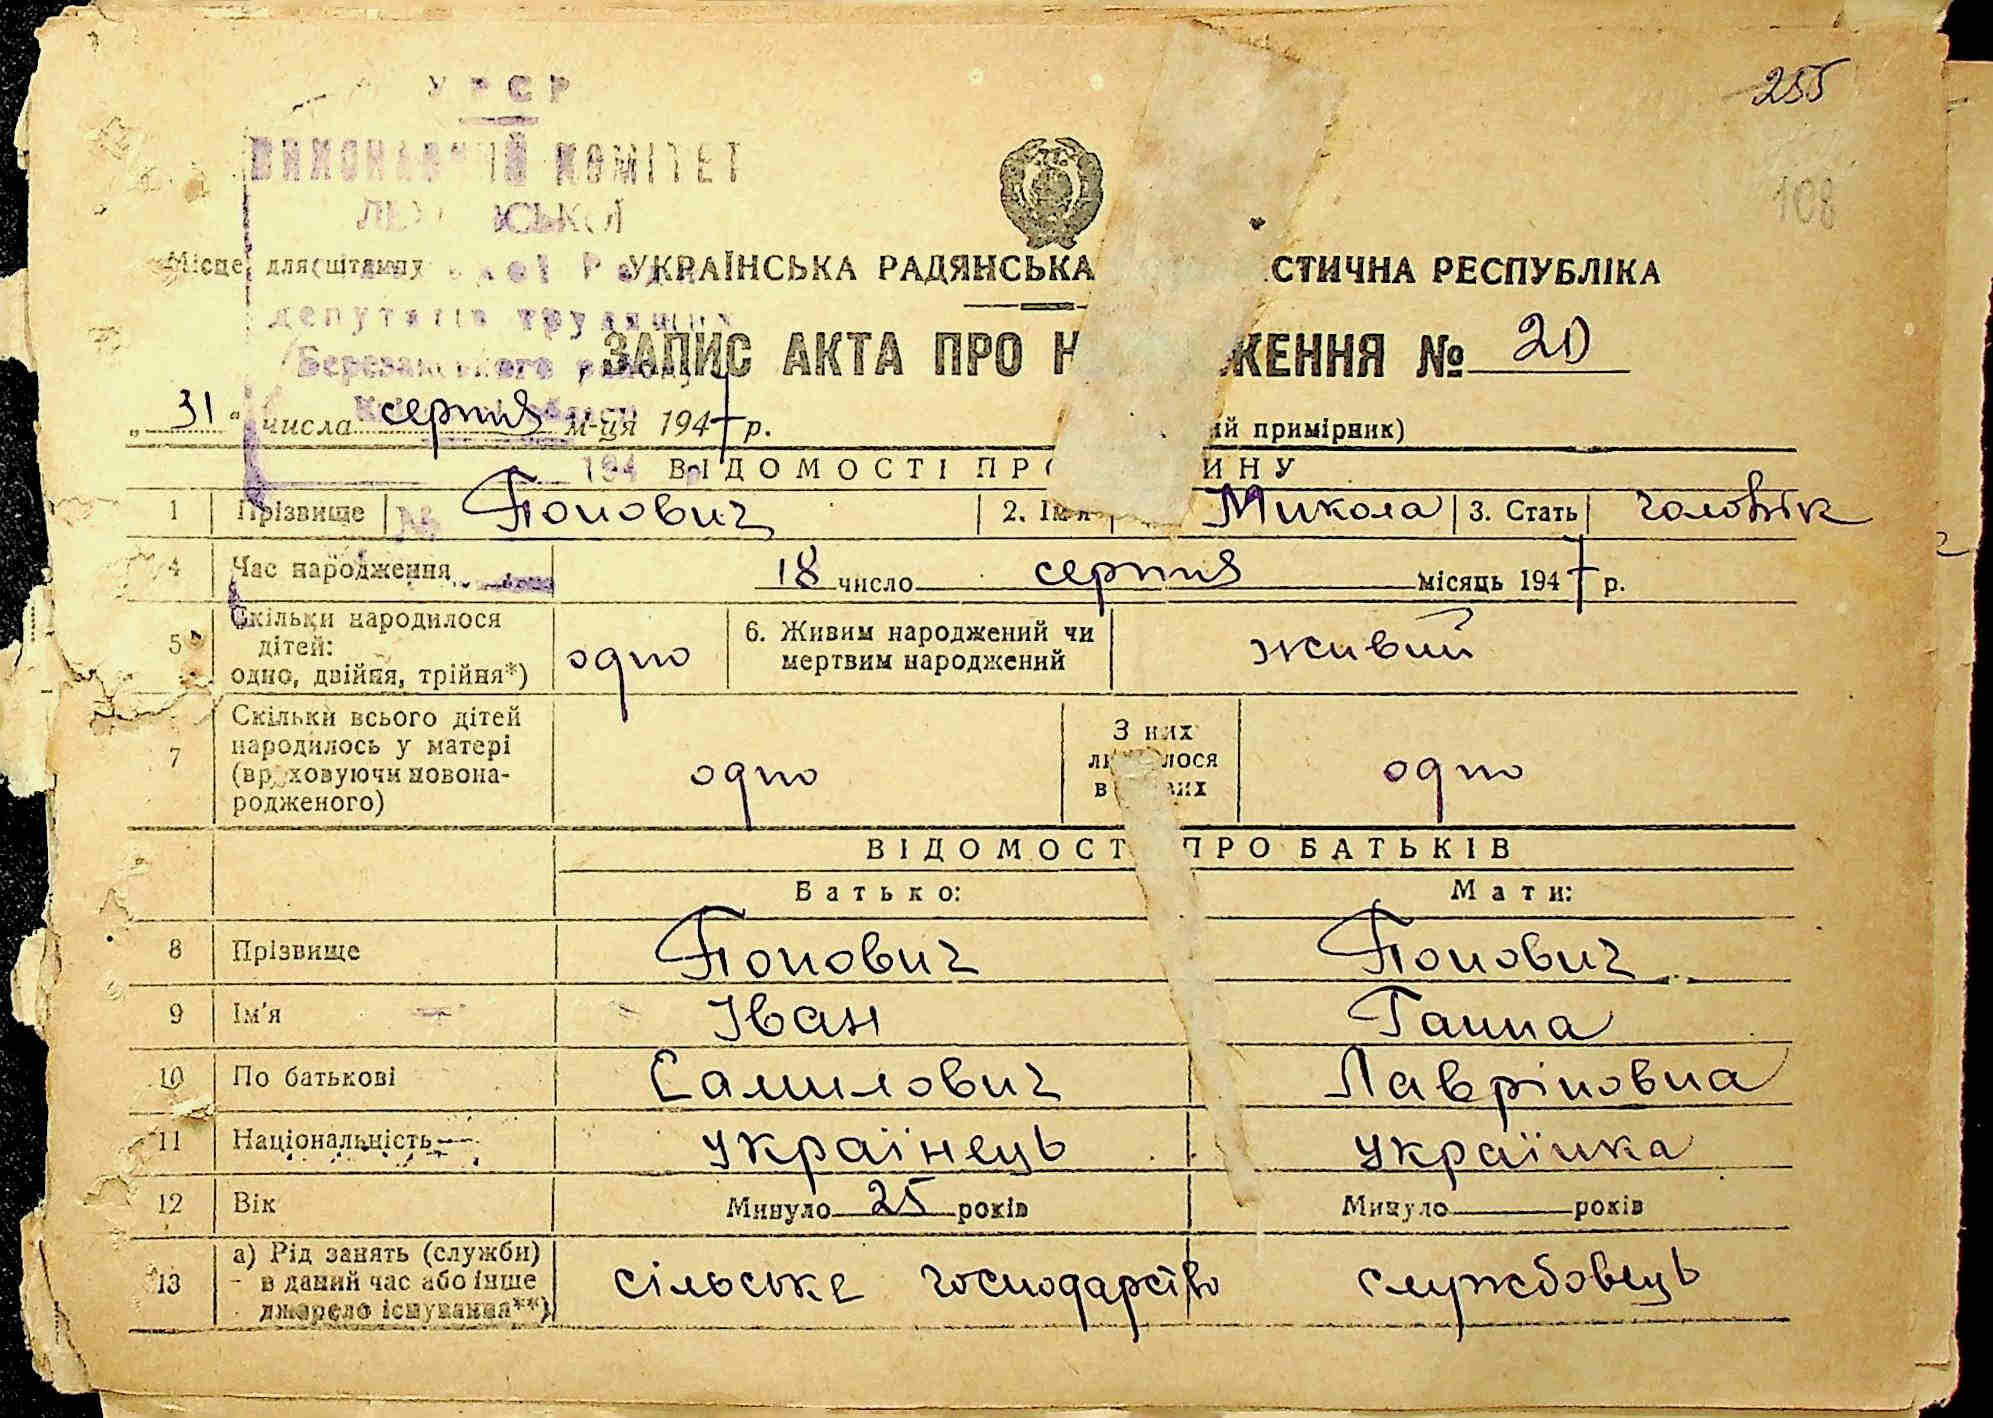 255
108
УРСР
ВИКОНАВЧИЙ КОМІТЕТ
Місце для штампу
УКРАЇНСЬКА РАДЯНСЬКА СТИЧНА РЕСПУБЛІКА
депутатів трудящих
ЗАПИС АКТА ПРО Н ЖЕННЯ № 20
Березанського району
„31“ числа серпня м-ця 1947 р.
ий примірник)
194 р.
ВІДОМОСТІ ПРО ИНУ
1 Прізвище Попович 2. Ім'я Микола 3. Стать чоловік
№
4 Час народження 18 число серпня місяць 1947 р.
5 Скільки народилося дітей: одно, двійня, трійня*) одно 6. Живим народжений чи мертвим народжений живий
7 Скільки всього дітей народилось у матері (враховуючи новонародженого) одно З них лишилося в живих одно
ВІДОМОСТ ПРО БАТЬКІВ
Батько: Мати:
8 Прізвище Попович Попович
9 Ім'я Іван Ганна
10 По батькові Самилович Лавріновна
11 Національність українець українка
12 Вік Минуло 25 років Минуло років
13 а) Рід занять (служби) в даний час або інше джерело існування**) сільське господарство службовець